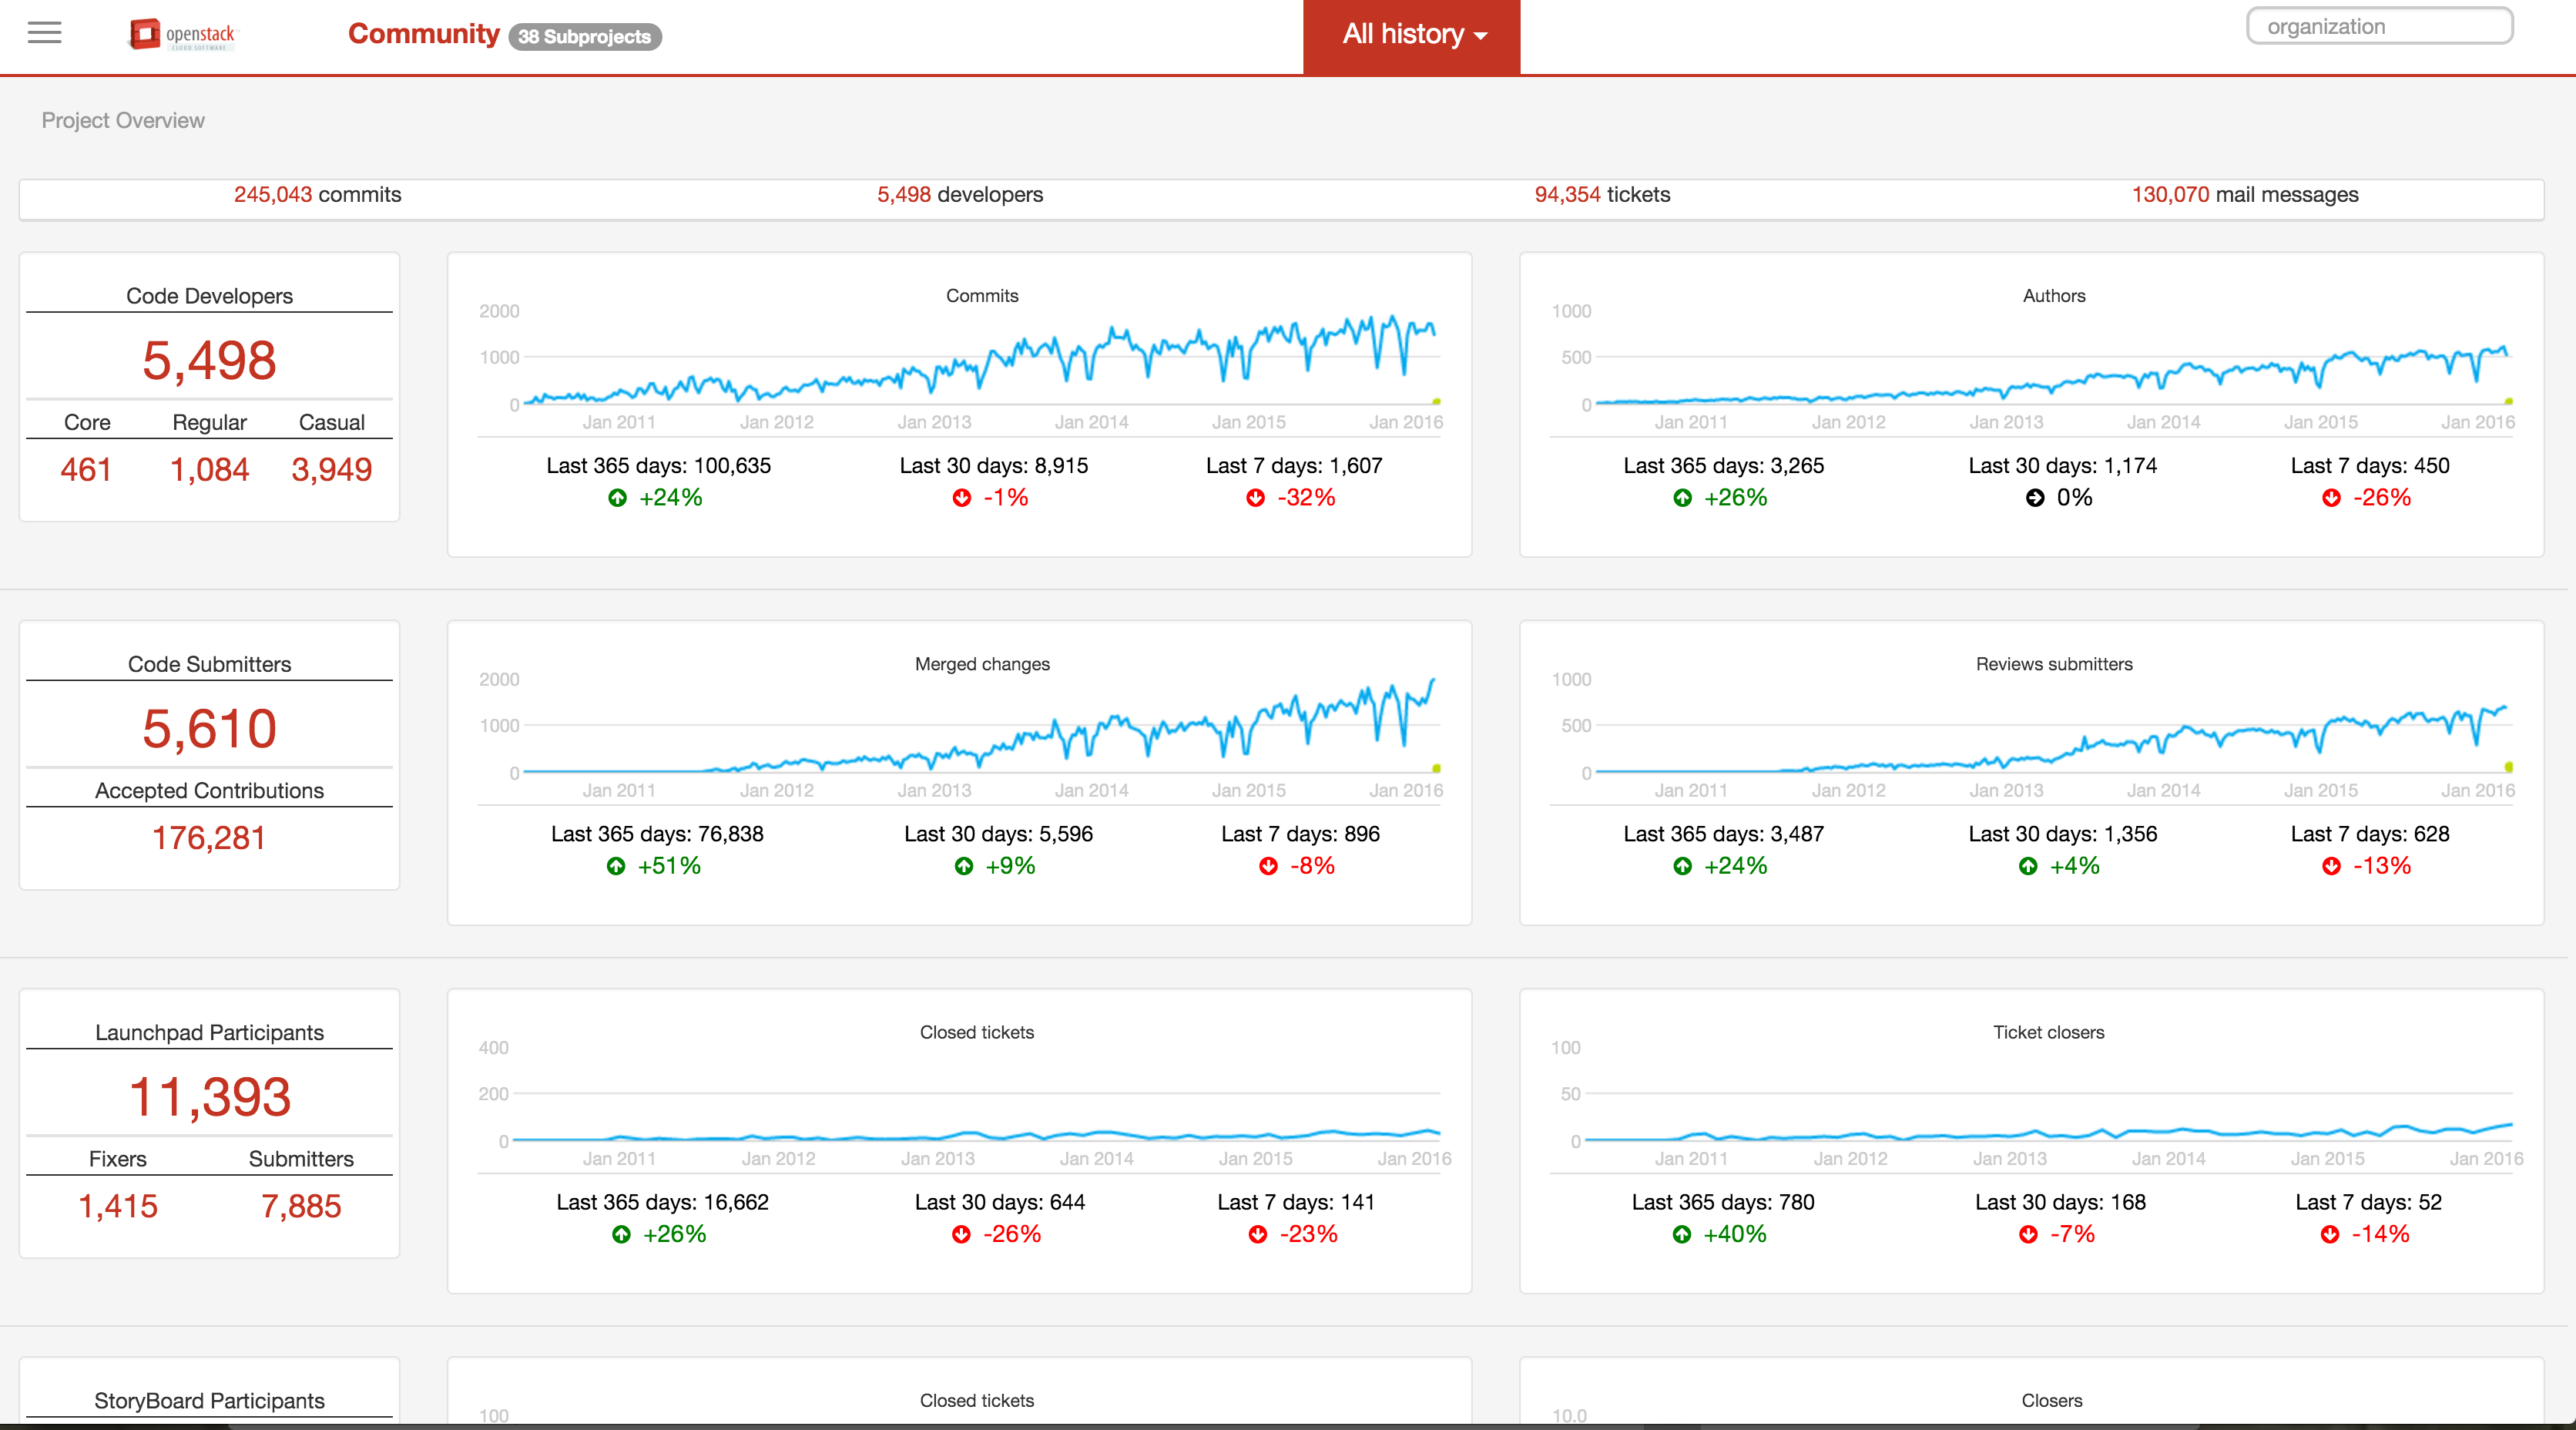 openstack
CLOUD SOFTWARE
Community 38 Subprojects
All history
organization
Project Overview
245,043 commits 5,498 developers 94,354 tickets 130,070 mail messages
Code Developers
5,498
Core Regular Casual
461 1,084 3,949
Commits
2000
1000
0
Jan 2011 Jan 2012 Jan 2013 Jan 2014 Jan 2015 Jan 2016
Last 365 days: 100,635 Last 30 days: 8,915 Last 7 days: 1,607
+24% -1% -32%
Authors
1000
500
0
Jan 2011 Jan 2012 Jan 2013 Jan 2014 Jan 2015 Jan 2016
Last 365 days: 3,265 Last 30 days: 1,174 Last 7 days: 450
+26% 0% -26%
Code Submitters
5,610
Accepted Contributions
176,281
Merged changes
2000
1000
0
Jan 2011 Jan 2012 Jan 2013 Jan 2014 Jan 2015 Jan 2016
Last 365 days: 76,838 Last 30 days: 5,596 Last 7 days: 896
+51% +9% -8%
Reviews submitters
1000
500
0
Jan 2011 Jan 2012 Jan 2013 Jan 2014 Jan 2015 Jan 2016
Last 365 days: 3,487 Last 30 days: 1,356 Last 7 days: 628
+24% +4% -13%
Launchpad Participants
11,393
Fixers Submitters
1,415 7,885
Closed tickets
400
200
0
Jan 2011 Jan 2012 Jan 2013 Jan 2014 Jan 2015 Jan 2016
Last 365 days: 16,662 Last 30 days: 644 Last 7 days: 141
+26% -26% -23%
Ticket closers
100
50
0
Jan 2011 Jan 2012 Jan 2013 Jan 2014 Jan 2015 Jan 2016
Last 365 days: 780 Last 30 days: 168 Last 7 days: 52
+40% -7% -14%
StoryBoard Participants
Closed tickets
100
Closers
10.0